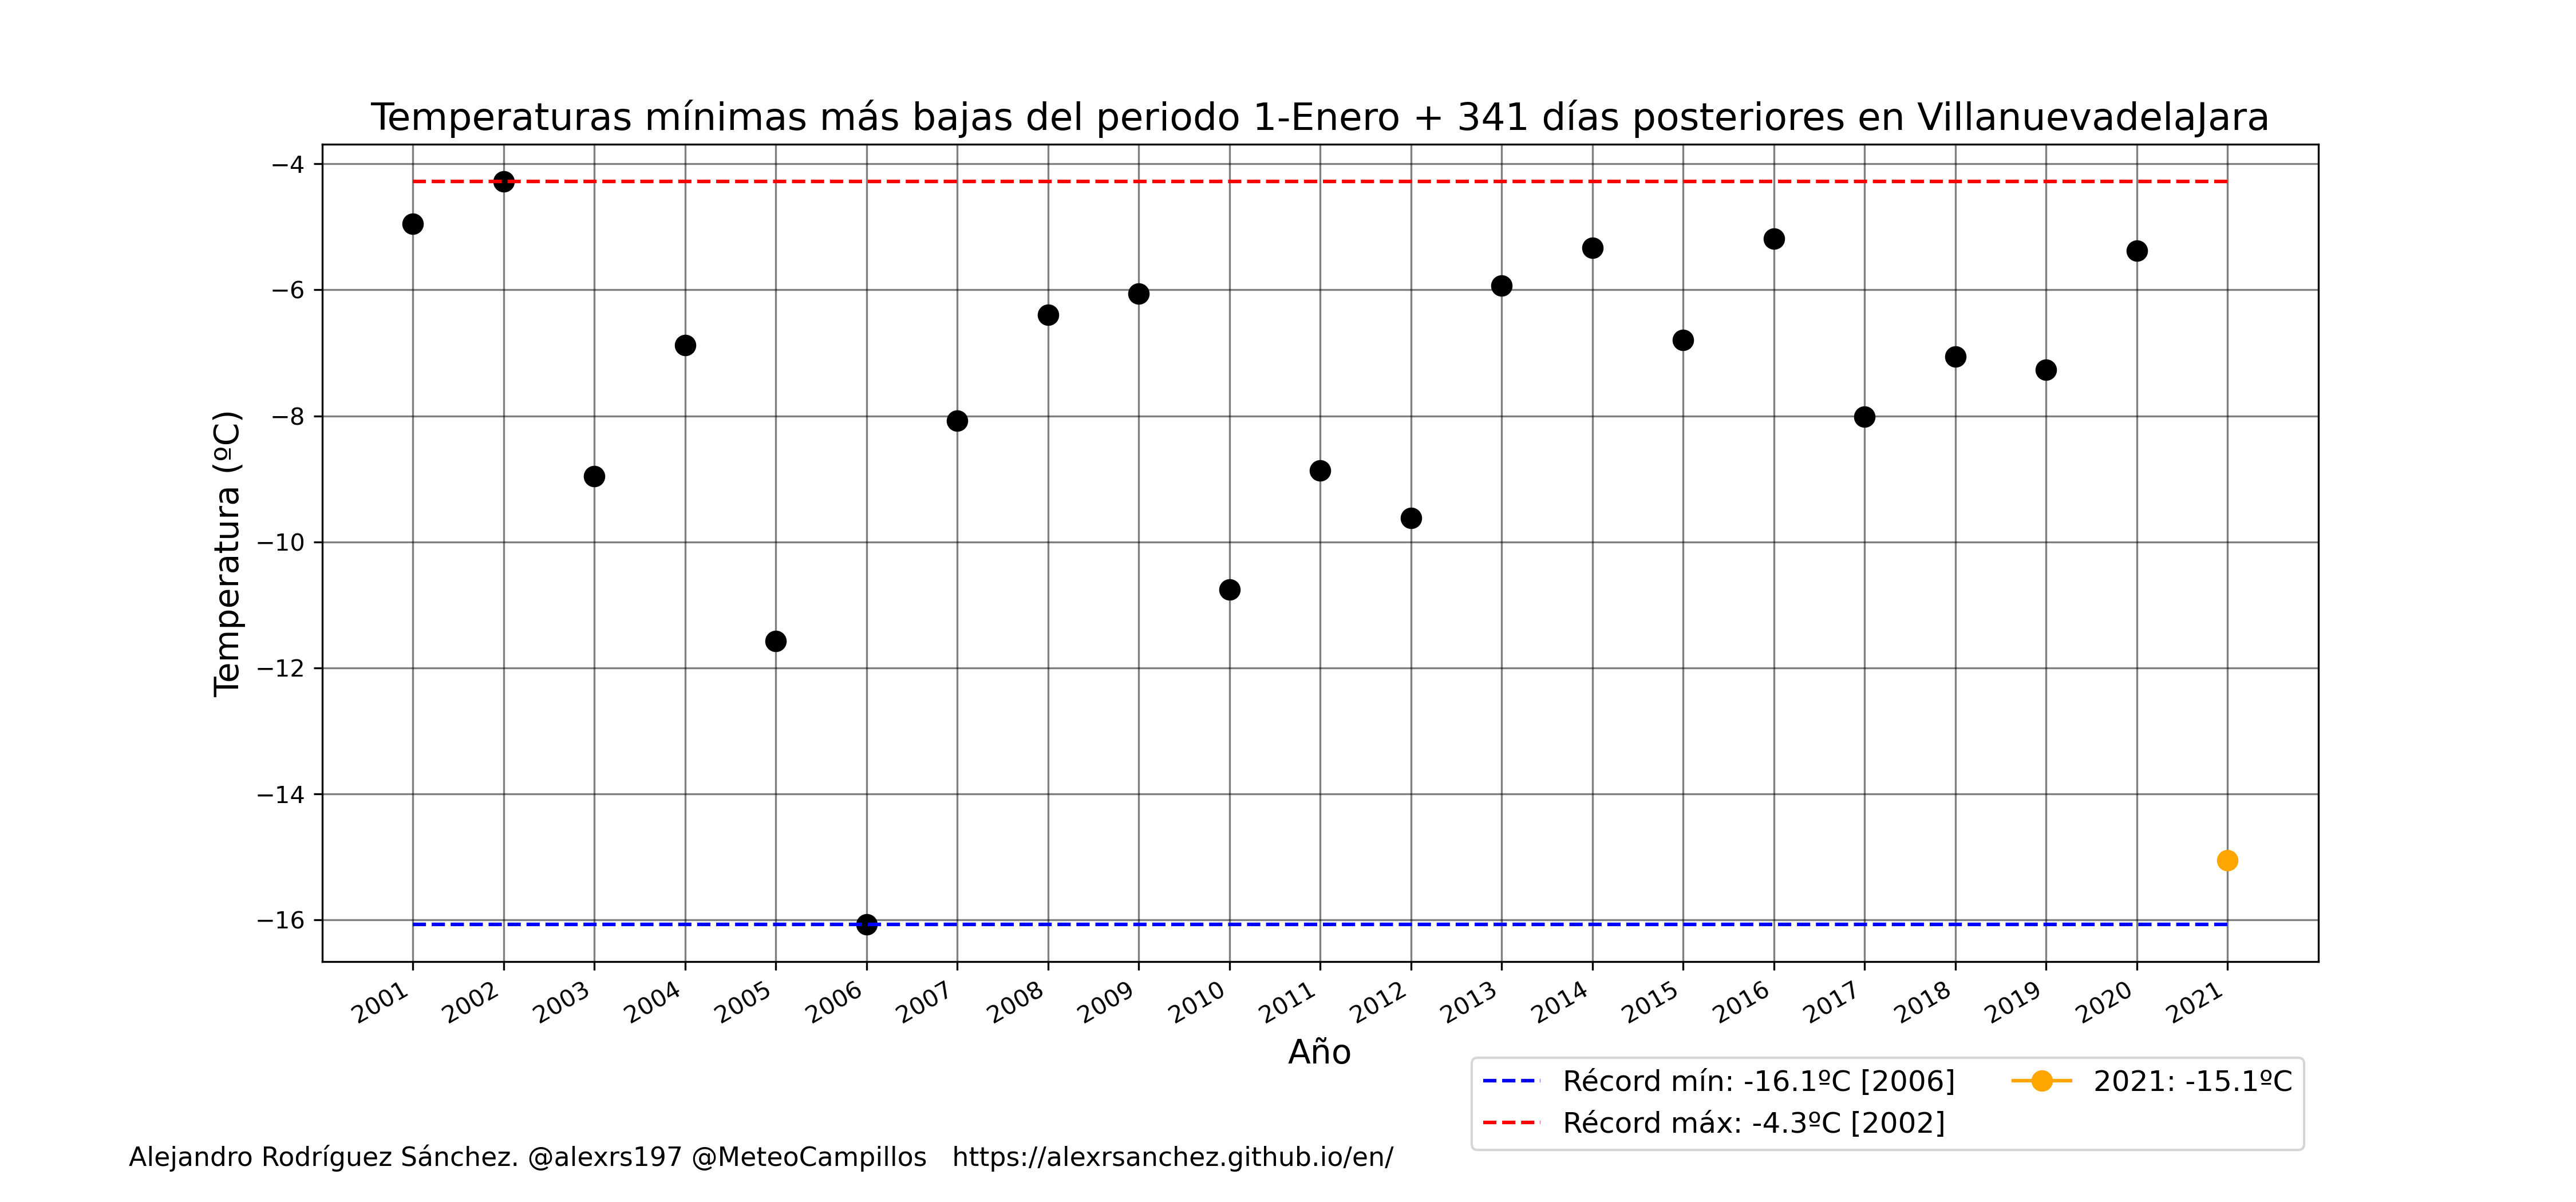 Temperaturas mínimas más bajas del periodo 1-Enero + 341 días posteriores en VillanuevadelaJara
Temperatura (ºC)
−4
−6
−8
−10
−12
−14
−16
2001 2002 2003 2004 2005 2006 2007 2008 2009 2010 2011 2012 2013 2014 2015 2016 2017 2018 2019 2020 2021
Año
Récord mín: -16.1ºC [2006]
Récord máx: -4.3ºC [2002]
2021: -15.1ºC
Alejandro Rodríguez Sánchez. @alexrs197 @MeteoCampillos https://alexrsanchez.github.io/en/